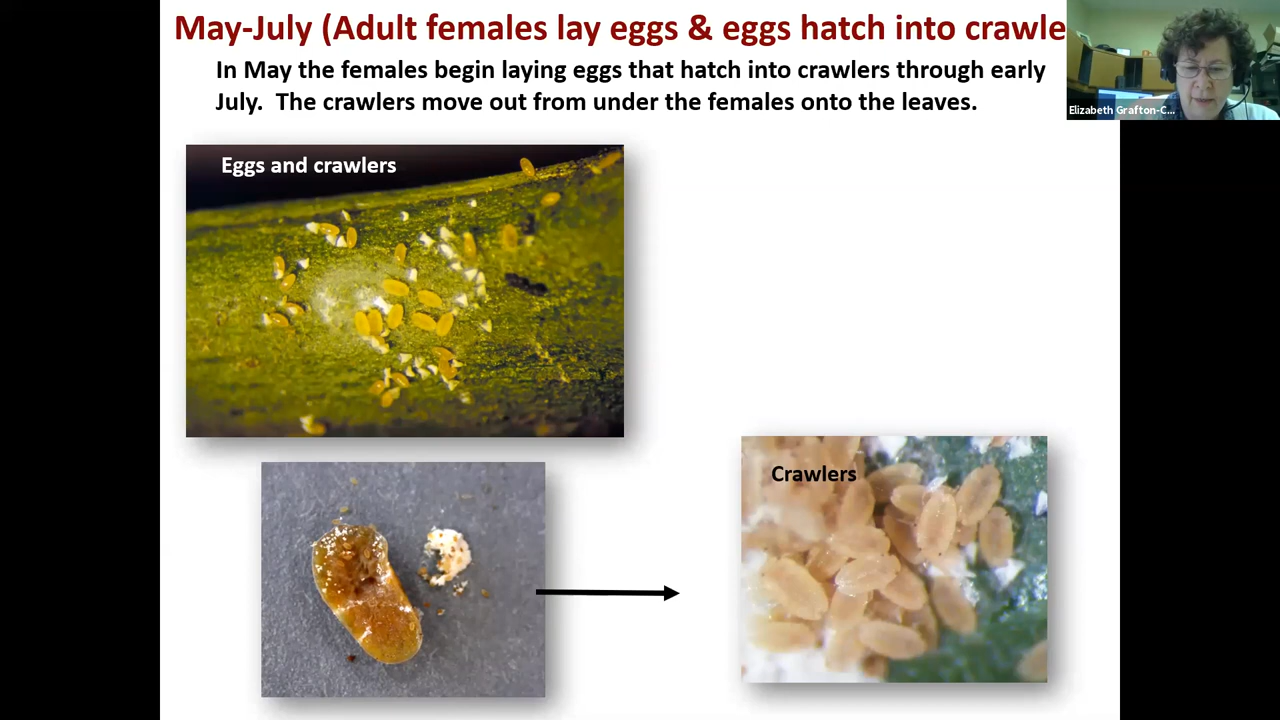 May-July (Adult females lay eggs & eggs hatch into crawle
Elizabeth Grafton-C...
In May the females begin laying eggs that hatch into crawlers through early
July. The crawlers move out from under the females onto the leaves.
Eggs and crawlers
Crawlers